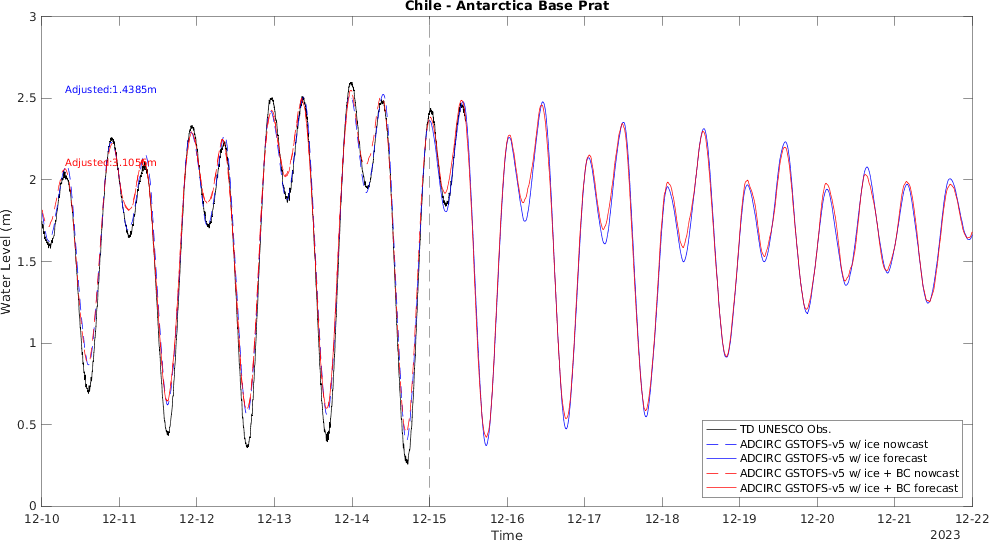 Chile - Antarctica Base Prat
Water Level (m)
3
2.5
2
1.5
1
0.5
0
Adjusted:1.4385m
12-10
12-11
12-12
12-13
12-14
12-15
12-16
12-17
12-18
12-19
12-20
12-21
12-22
Time
2023
TD UNESCO Obs.
ADCIRC GSTOFS-v5 w/ ice nowcast
ADCIRC GSTOFS-v5 w/ ice forecast
ADCIRC GSTOFS-v5 w/ ice + BC nowcast
ADCIRC GSTOFS-v5 w/ ice + BC forecast